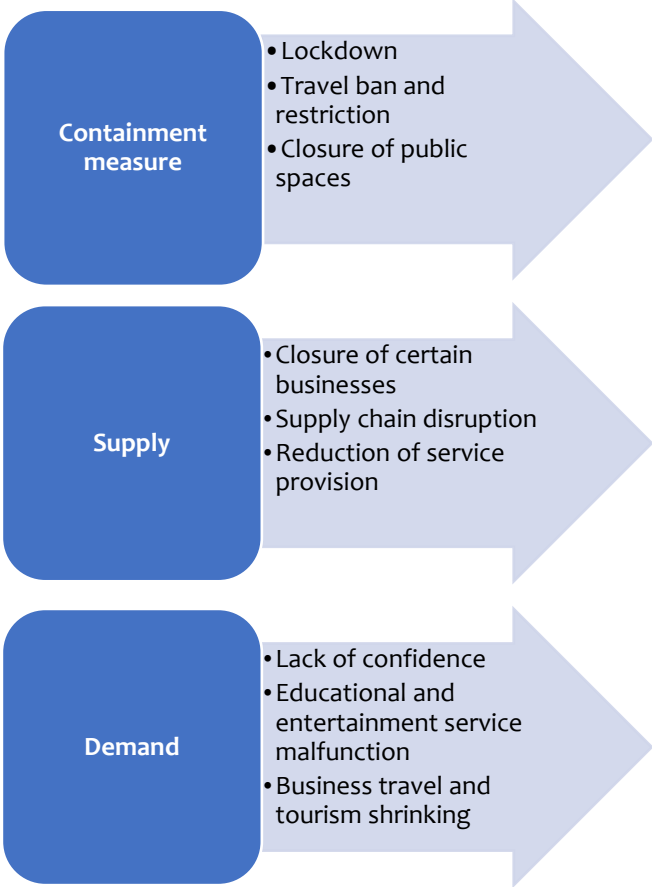 Containment
measure
• Lockdown
• Travel ban and
restriction
• Closure of public
spaces
Supply
• Closure of certain
businesses
• Supply chain disruption
• Reduction of service
provision
Demand
• Lack of confidence
• Educational and
entertainment service
malfunction
• Business travel and
tourism shrinking